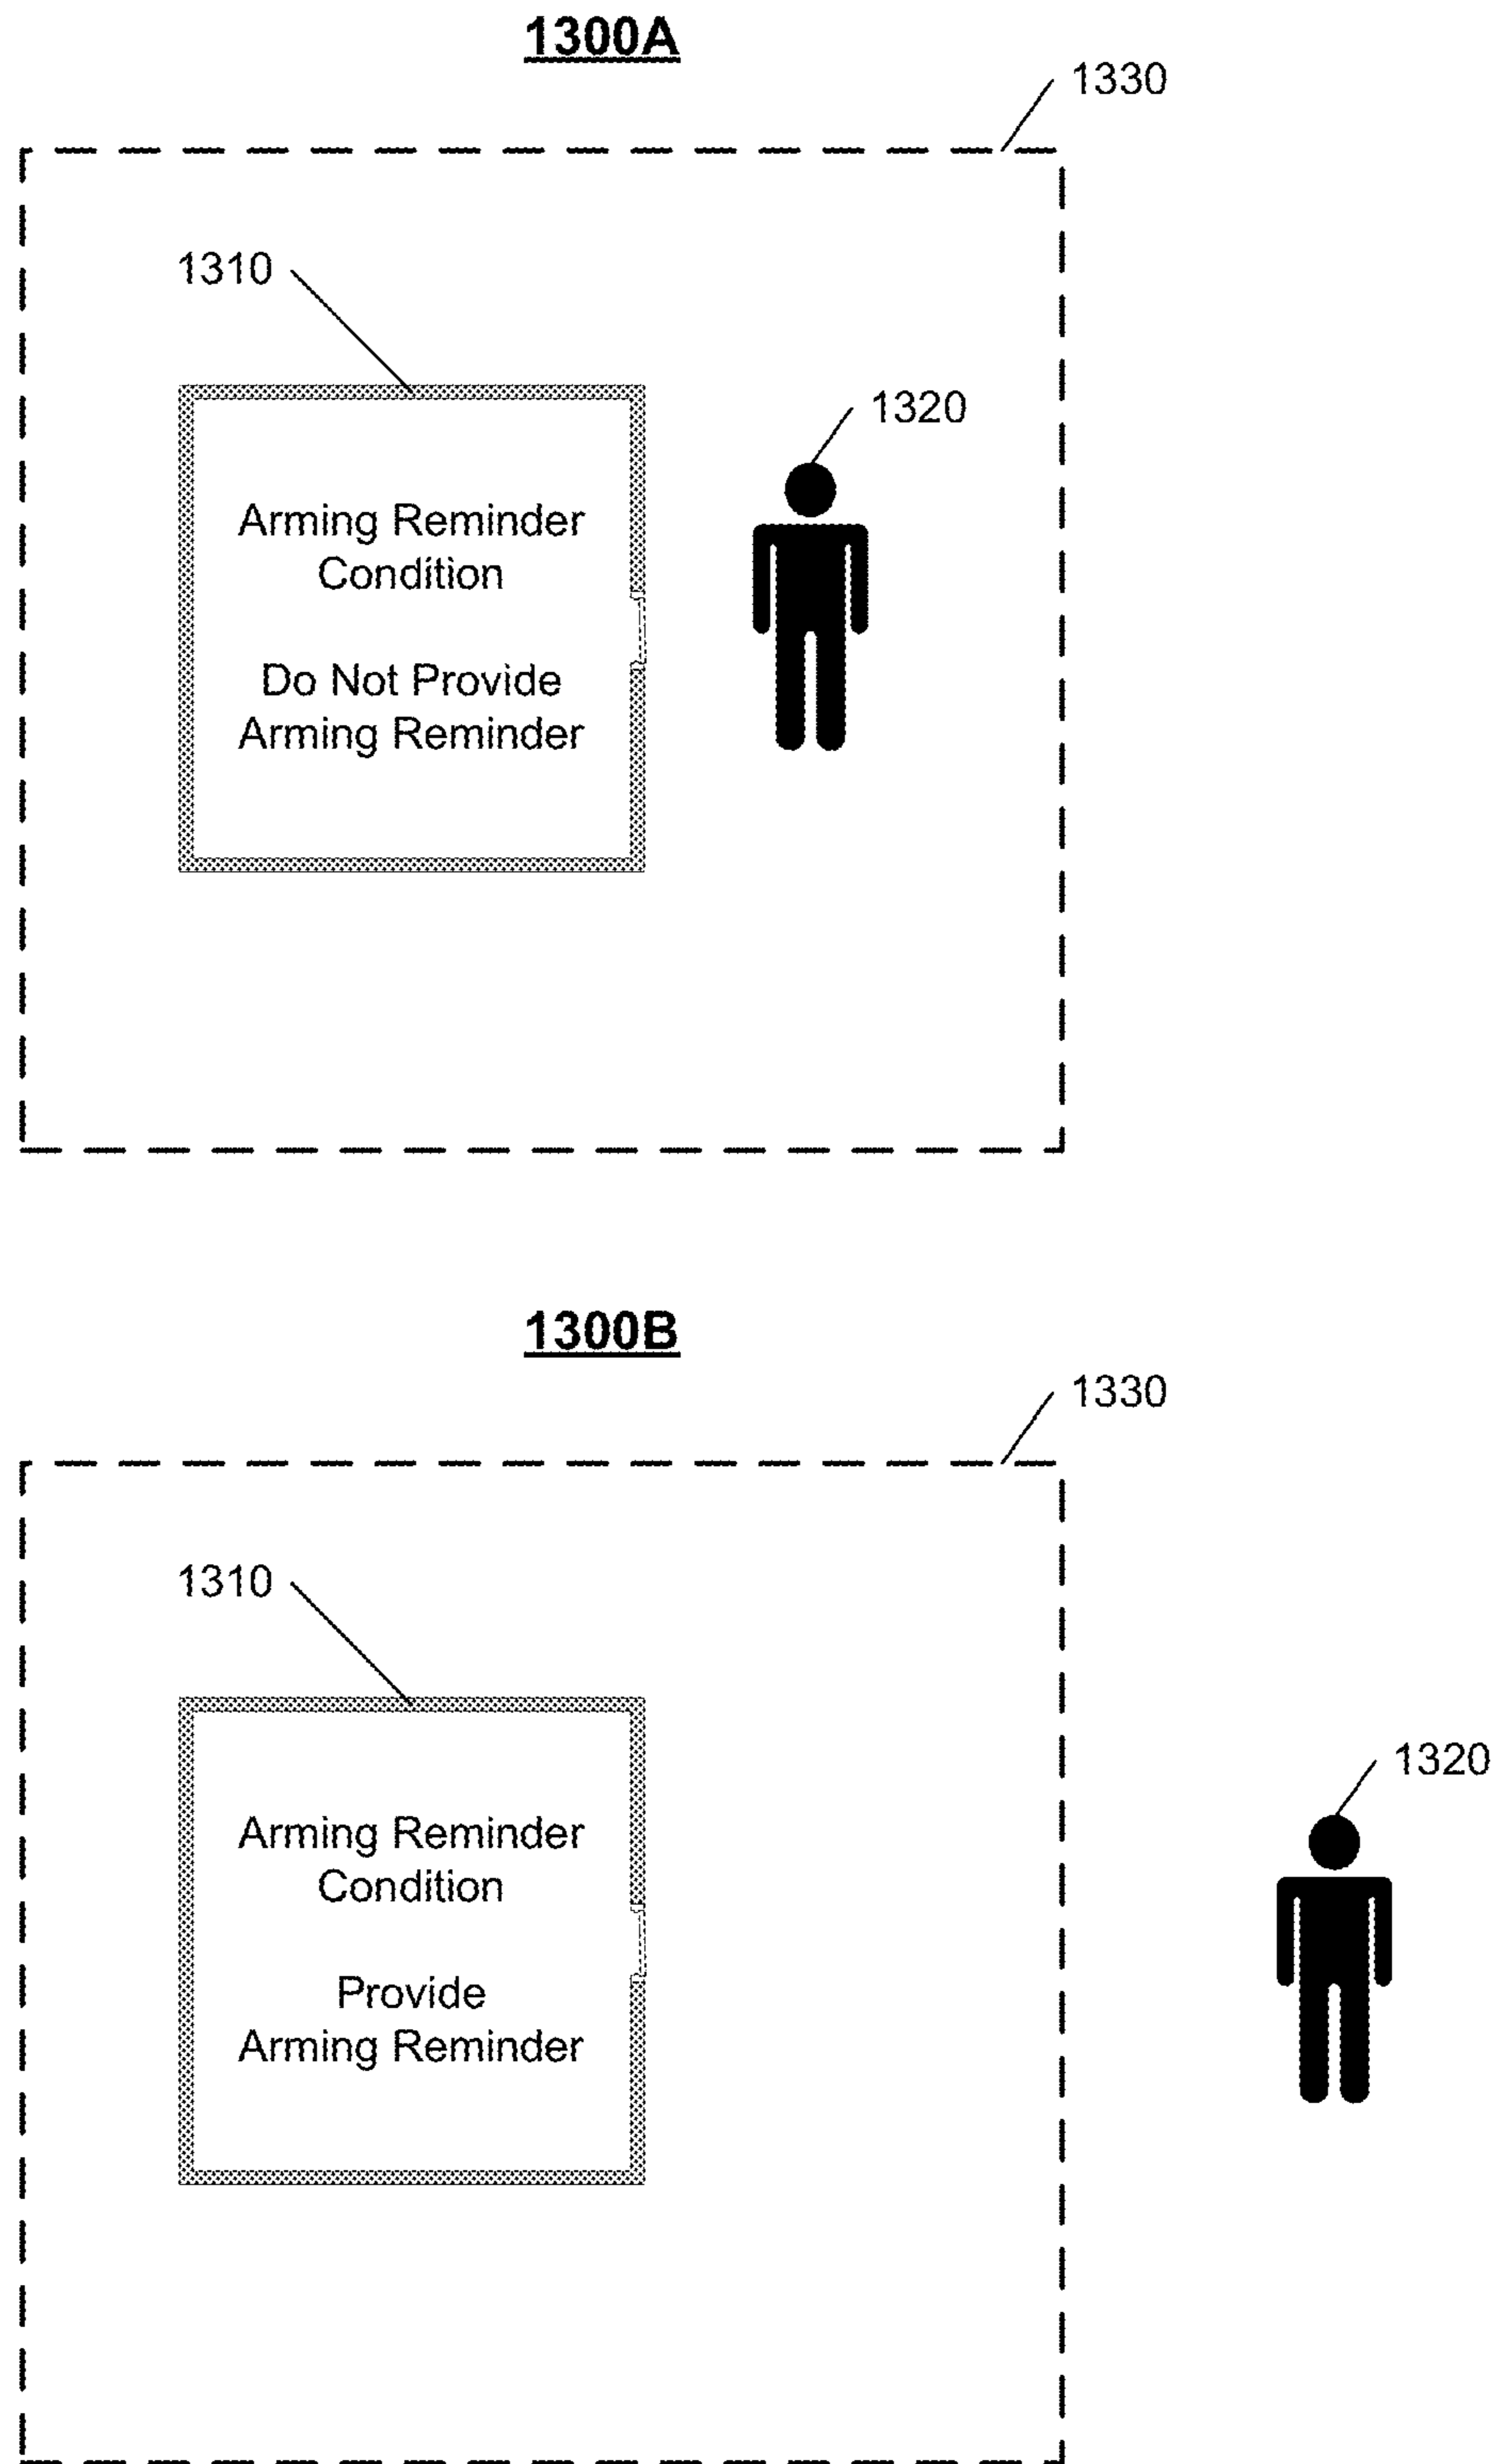 1300A
1330
1310
1320
Arming Reminder
Condition
Do Not Provide
Arming Reminder
1300B
1330
1310
1320
Arming Reminder
Condition
Provide
Arming Reminder